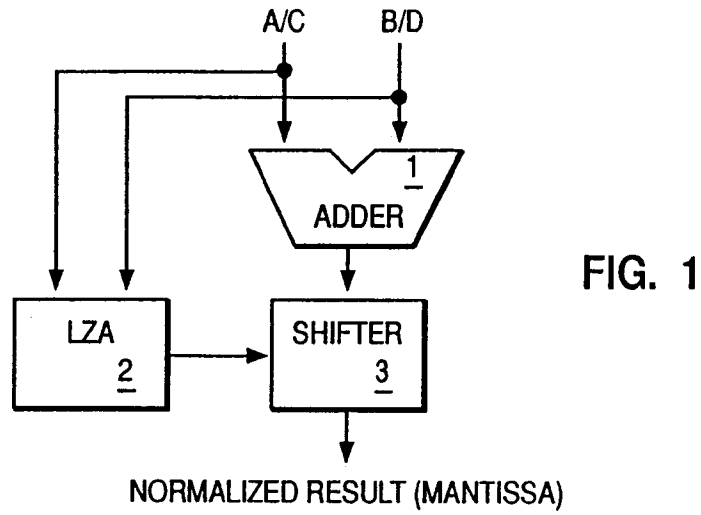 A/C B/D
1
ADDER
FIG. 1
LZA
2
SHIFTER
3
NORMALIZED RESULT (MANTISSA)